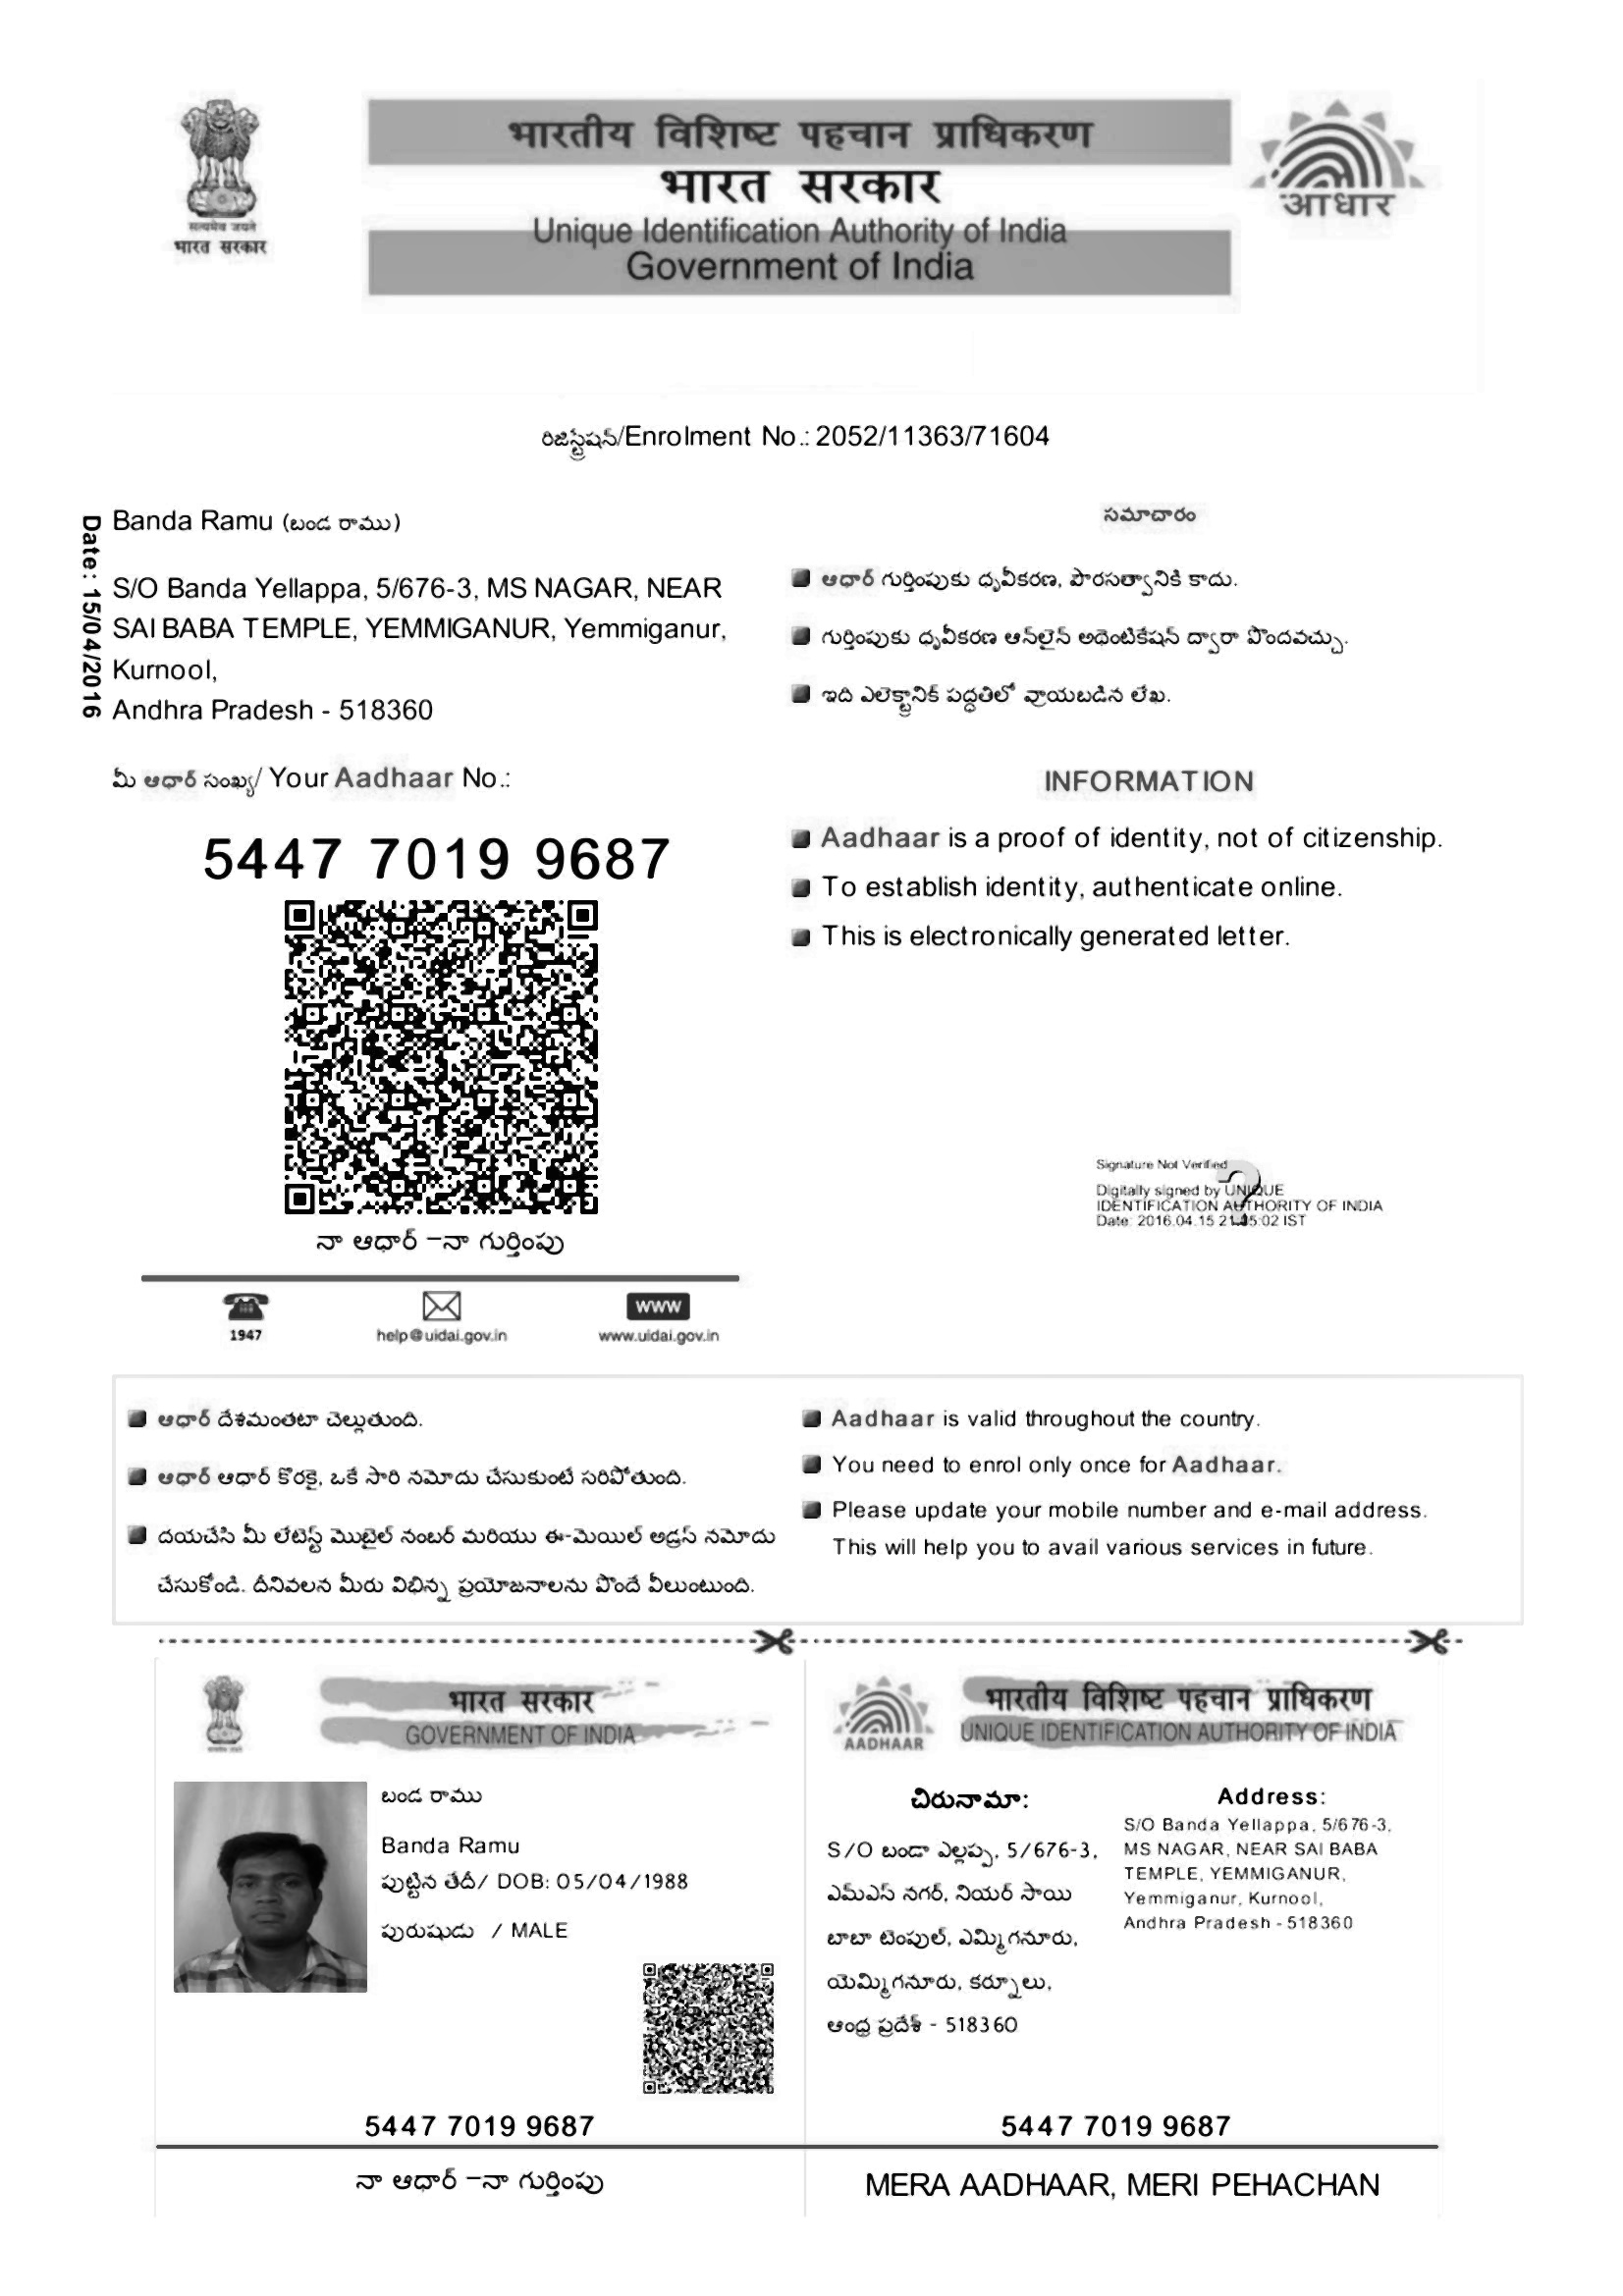 भारतीय विशिष्ट पहचान प्राधिकरण
भारत सरकार
Unique Identification Authority of India
Government of India
सत्यमेव जयते
भारत सरकार
आधार
రిజిస్ట్రేషన్/Enrolment No.: 2052/11363/71604
Date: 15/04/2016
Banda Ramu (బండ రాము)
S/O Banda Yellappa, 5/676-3, MS NAGAR, NEAR
SAI BABA TEMPLE, YEMMIGANUR, Yemmiganur,
Kurnool,
Andhra Pradesh - 518360
మీ ఆధార్ సంఖ్య/ Your Aadhaar No.:
5447 7019 9687
నా ఆధార్ –నా గుర్తింపు
1947
help@uidai.gov.in
www
www.uidai.gov.in
సమాచారం
ఆధార్ గుర్తింపుకు ధృవీకరణ, పౌరసత్వానికి కాదు.
గుర్తింపుకు ధృవీకరణ ఆన్‌లైన్ అథెంటికేషన్ ద్వారా పొందవచ్చు.
ఇది ఎలెక్ట్రానిక్ పద్ధతిలో వ్రాయబడిన లేఖ.
INFORMATION
Aadhaar is a proof of identity, not of citizenship.
To establish identity, authenticate online.
This is electronically generated letter.
Signature Not Verified
Digitally signed by UNIQUE
IDENTIFICATION AUTHORITY OF INDIA
Date: 2016.04.15 21:05:02 IST
ఆధార్ దేశమంతటా చెల్లుతుంది.
ఆధార్ ఆధార్ కొరకై, ఒకే సారి నమోదు చేసుకుంటే సరిపోతుంది.
దయచేసి మీ లేటెస్ట్ మొబైల్ నంబర్ మరియు ఈ-మెయిల్ అడ్రస్ నమోదు
చేసుకోండి. దీనివలన మీరు విభిన్న ప్రయోజనాలను పొందే వీలుంటుంది.
Aadhaar is valid throughout the country.
You need to enrol only once for Aadhaar.
Please update your mobile number and e-mail address.
This will help you to avail various services in future.
भारत सरकार
GOVERNMENT OF INDIA
బండ రాము
Banda Ramu
పుట్టిన తేదీ/ DOB: 05/04/1988
పురుషుడు / MALE
5447 7019 9687
నా ఆధార్ –నా గుర్తింపు
AADHAAR
भारतीय विशिष्ट पहचान प्राधिकरण
UNIQUE IDENTIFICATION AUTHORITY OF INDIA
చిరునామా:
S/O బండా ఎల్లప్ప, 5/676-3,
ఎమ్ఎస్ నగర్, నియర్ సాయి
బాబా టెంపుల్, ఎమ్మిగనూరు,
యెమ్మిగనూరు, కర్నూలు,
ఆంధ్ర ప్రదేశ్ - 518360
Address:
S/O Banda Yellappa, 5/676-3,
MS NAGAR, NEAR SAI BABA
TEMPLE, YEMMIGANUR,
Yemmiganur, Kurnool,
Andhra Pradesh - 518360
5447 7019 9687
MERA AADHAAR, MERI PEHACHAN